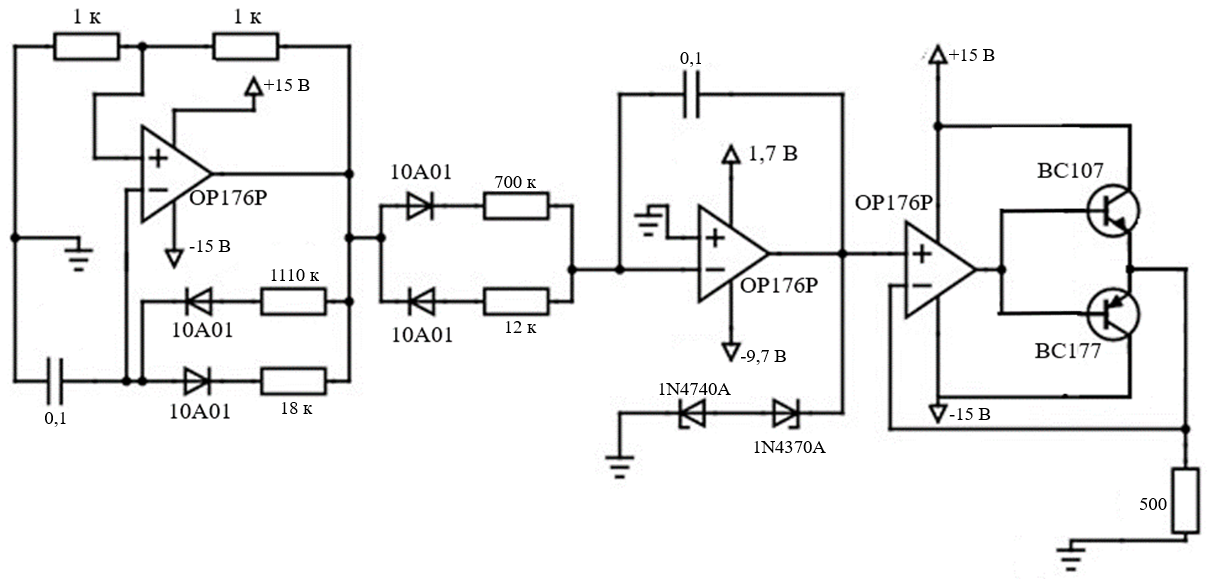 1 к
1 к
+15 В
+
−
OP176P
-15 В
1110 к
10A01
10A01
18 к
0,1
10A01
700 к
10A01
12 к
0,1
1,7 В
+
−
OP176P
-9,7 В
1N4740A
1N4370A
+15 В
OP176P
+
−
-15 В
BC107
BC177
500